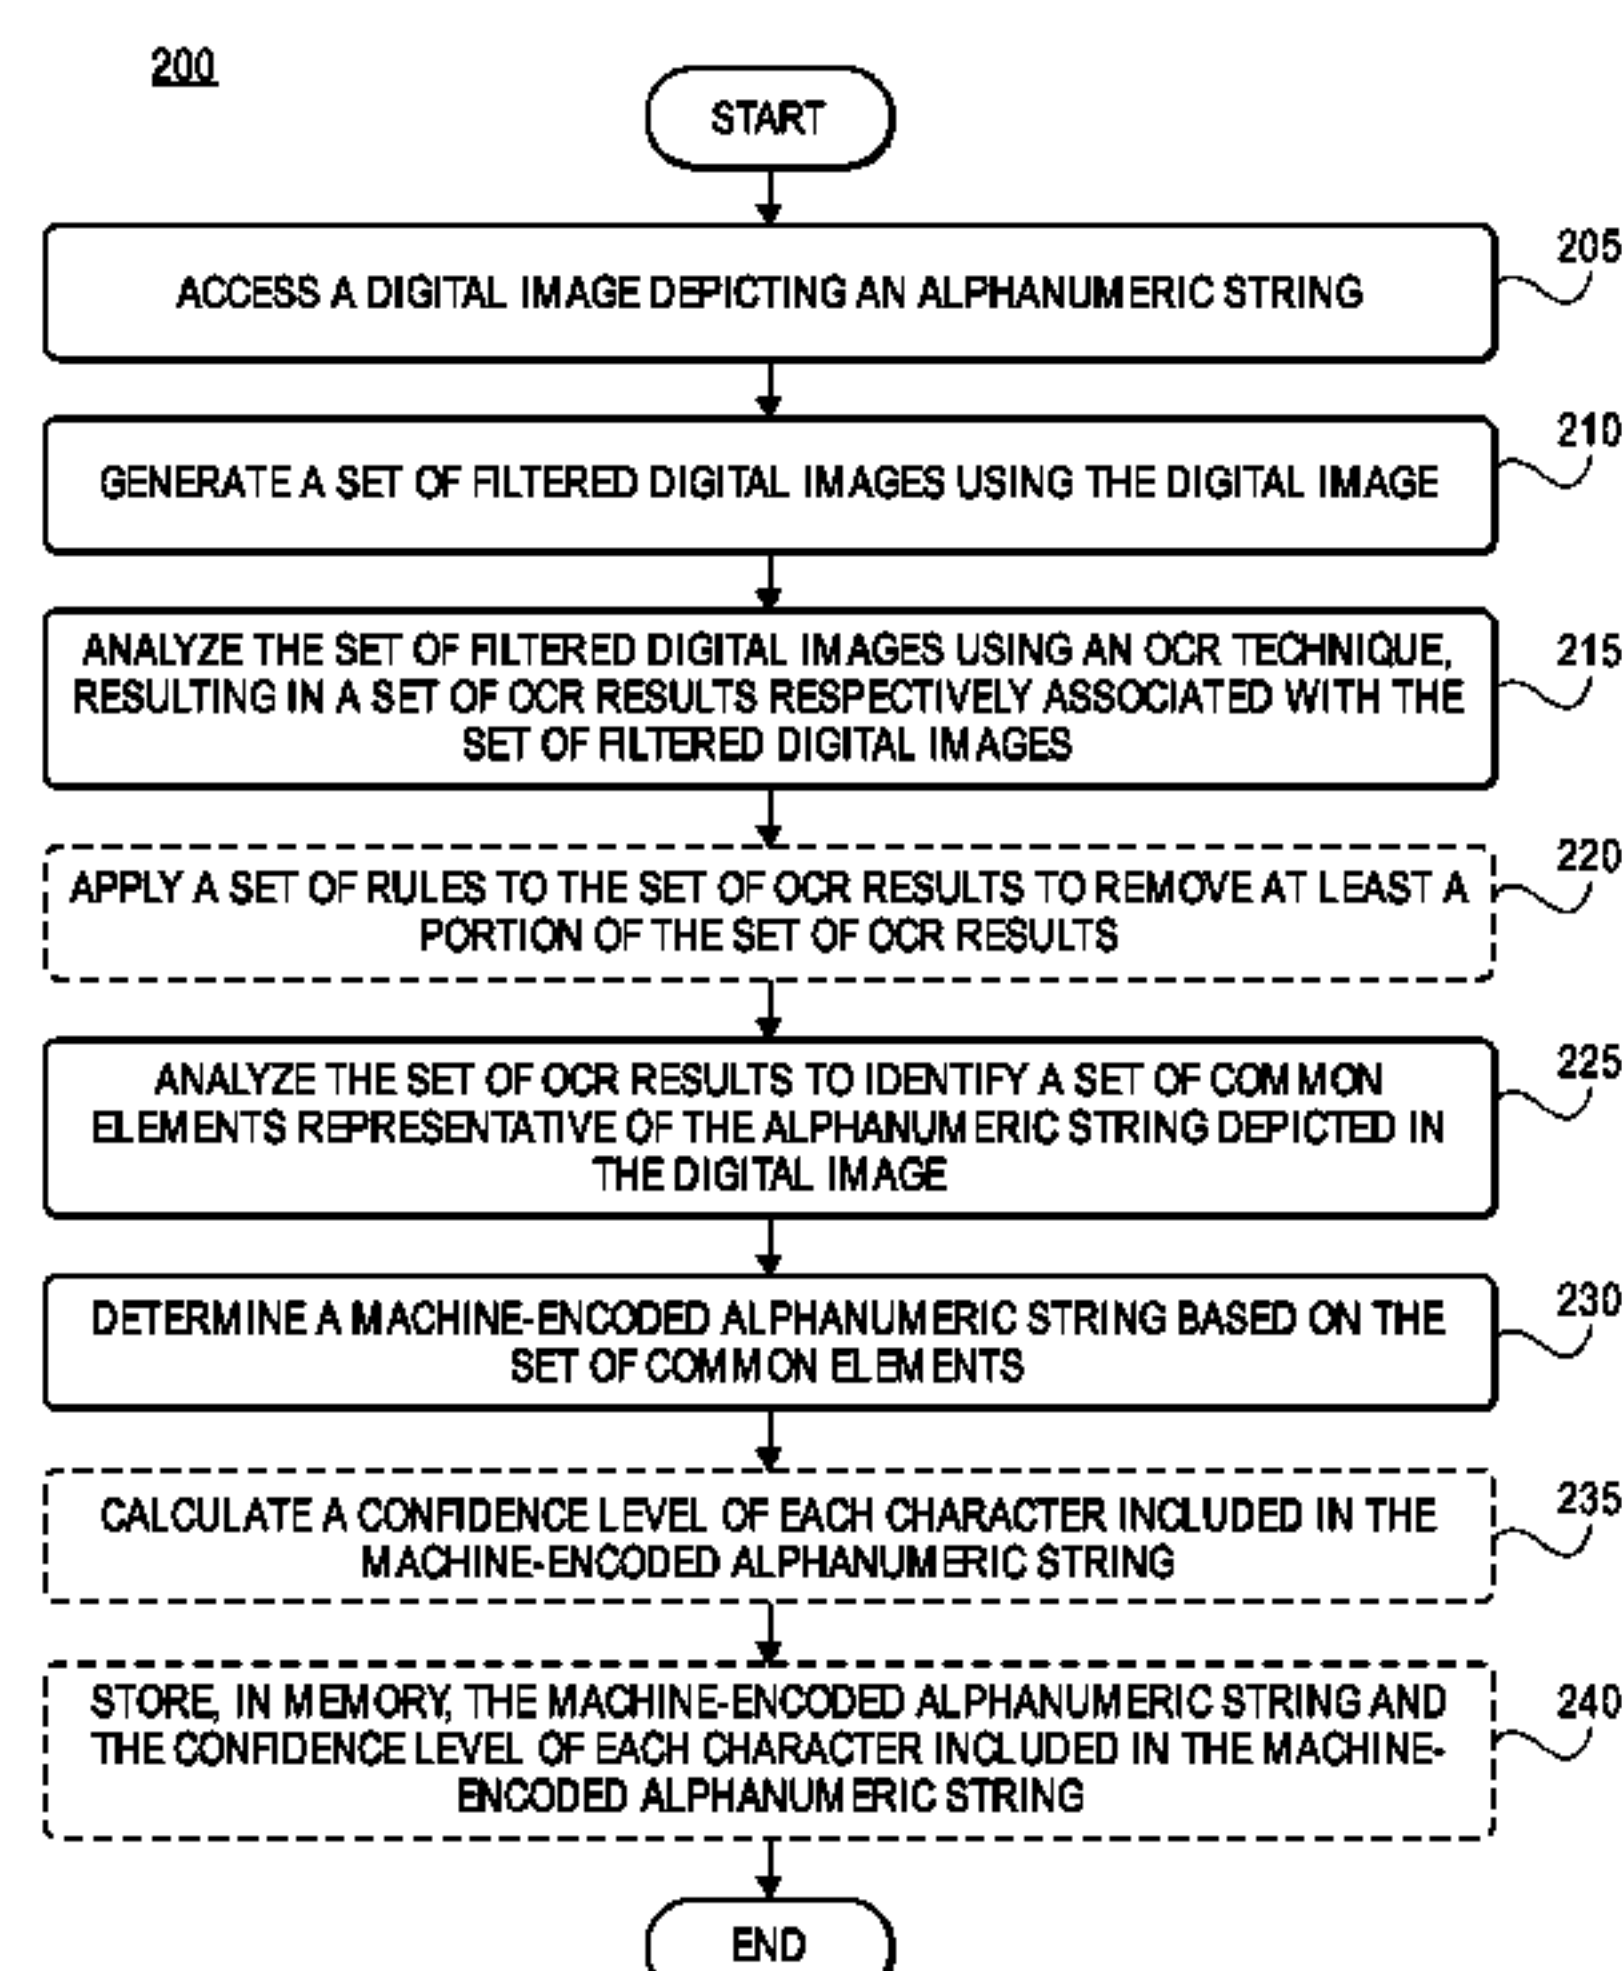 200
START
ACCESS A DIGITAL IMAGE DEPICTING AN ALPHANUMERIC STRING
205
GENERATE A SET OF FILTERED DIGITAL IMAGES USING THE DIGITAL IMAGE
210
ANALYZE THE SET OF FILTERED DIGITAL IMAGES USING AN OCR TECHNIQUE,
RESULTING IN A SET OF OCR RESULTS RESPECTIVELY ASSOCIATED WITH THE
SET OF FILTERED DIGITAL IMAGES
215
APPLY A SET OF RULES TO THE SET OF OCR RESULTS TO REMOVE AT LEAST A
PORTION OF THE SET OF OCR RESULTS
220
ANALYZE THE SET OF OCR RESULTS TO IDENTIFY A SET OF COMMON
ELEMENTS REPRESENTATIVE OF THE ALPHANUMERIC STRING DEPICTED IN
THE DIGITAL IMAGE
225
DETERMINE A MACHINE-ENCODED ALPHANUMERIC STRING BASED ON THE
SET OF COMMON ELEMENTS
230
CALCULATE A CONFIDENCE LEVEL OF EACH CHARACTER INCLUDED IN THE
MACHINE-ENCODED ALPHANUMERIC STRING
235
STORE, IN MEMORY, THE MACHINE-ENCODED ALPHANUMERIC STRING AND
THE CONFIDENCE LEVEL OF EACH CHARACTER INCLUDED IN THE MACHINE-
ENCODED ALPHANUMERIC STRING
240
END